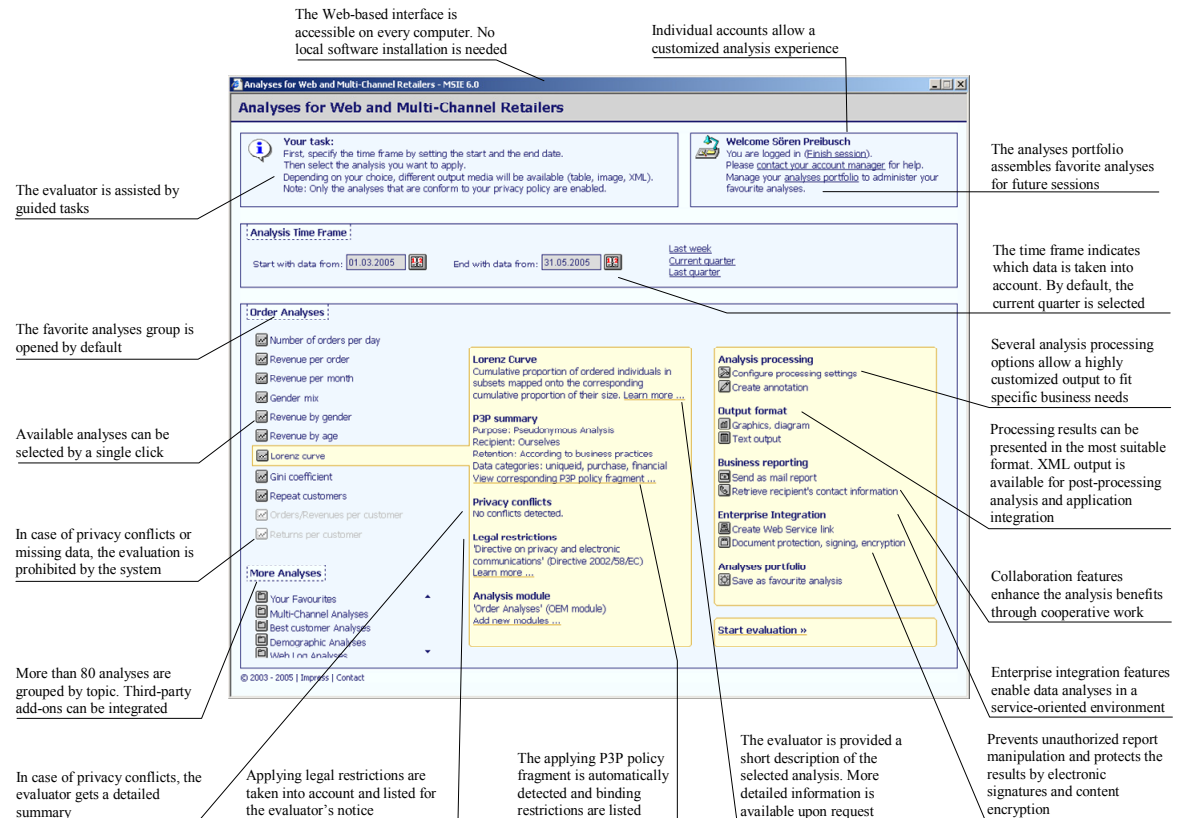 The Web-based interface is
accessible on every computer. No
local software installation is needed
Individual accounts allow a
customized analysis experience
Analyses for Web and Multi-Channel Retailers - MSIE 6.0
Analyses for Web and Multi-Channel Retailers
Your task:
First, specify the time frame by setting the start and the end date.
Then select the analysis you want to apply.
Depending on your choice, different output media will be available (table, image, XML).
Note: Only the analyses that are conform to your privacy policy are enabled.
Welcome Sören Preibusch
You are logged in (Finish session).
Please contact your account manager for help.
Manage your analyses portfolio to administer your
favourite analyses.
The analyses portfolio
assembles favorite analyses
for future sessions
The evaluator is assisted by
guided tasks
Analysis Time Frame
Start with data from: 01.03.2005
End with data from: 31.05.2005
Last week
Current quarter
Last quarter
The time frame indicates
which data is taken into
account. By default, the
current quarter is selected
The favorite analyses group is
opened by default
Order Analyses
Number of orders per day
Revenue per order
Revenue per month
Gender mix
Revenue by gender
Revenue by age
Lorenz curve
Gini coefficient
Repeat customers
Orders/Revenues per customer
Returns per customer
Available analyses can be
selected by a single click
In case of privacy conflicts or
missing data, the evaluation is
prohibited by the system
More Analyses
Your Favourites
Multi-Channel Analyses
Best customer Analyses
Demographic Analyses
Web Log Analyses
More than 80 analyses are
grouped by topic. Third-party
add-ons can be integrated
Lorenz Curve
Cumulative proportion of ordered individuals in
subsets mapped onto the corresponding
cumulative proportion of their size. Learn more ...
P3P summary
Purpose: Pseudonymous Analysis
Recipient: Ourselves
Retention: According to business practices
Data categories: uniqueid, purchase, financial
View corresponding P3P policy fragment ...
Privacy conflicts
No conflicts detected.
Legal restrictions
'Directive on privacy and electronic
communications' (Directive 2002/58/EC)
Learn more ...
Analysis module
'Order Analyses' (OEM module)
Add new modules ...
Analysis processing
Configure processing settings
Create annotation
Output format
Graphics, diagram
Text output
Business reporting
Send as mail report
Retrieve recipient's contact information
Enterprise Integration
Create Web Service link
Document protection, signing, encryption
Analyses portfolio
Save as favourite analysis
Start evaluation »
Several analysis processing
options allow a highly
customized output to fit
specific business needs
Processing results can be
presented in the most suitable
format. XML output is
available for post-processing
analysis and application
integration
Collaboration features
enhance the analysis benefits
through cooperative work
Enterprise integration features
enable data analyses in a
service-oriented environment
© 2003 - 2005 | Impress | Contact
In case of privacy conflicts, the
evaluator gets a detailed
summary
Applying legal restrictions are
taken into account and listed for
the evaluator's notice
The applying P3P policy
fragment is automatically
detected and binding
restrictions are listed
The evaluator is provided a
short description of the
selected analysis. More
detailed information is
available upon request
Prevents unauthorized report
manipulation and protects the
results by electronic
signatures and content
encryption